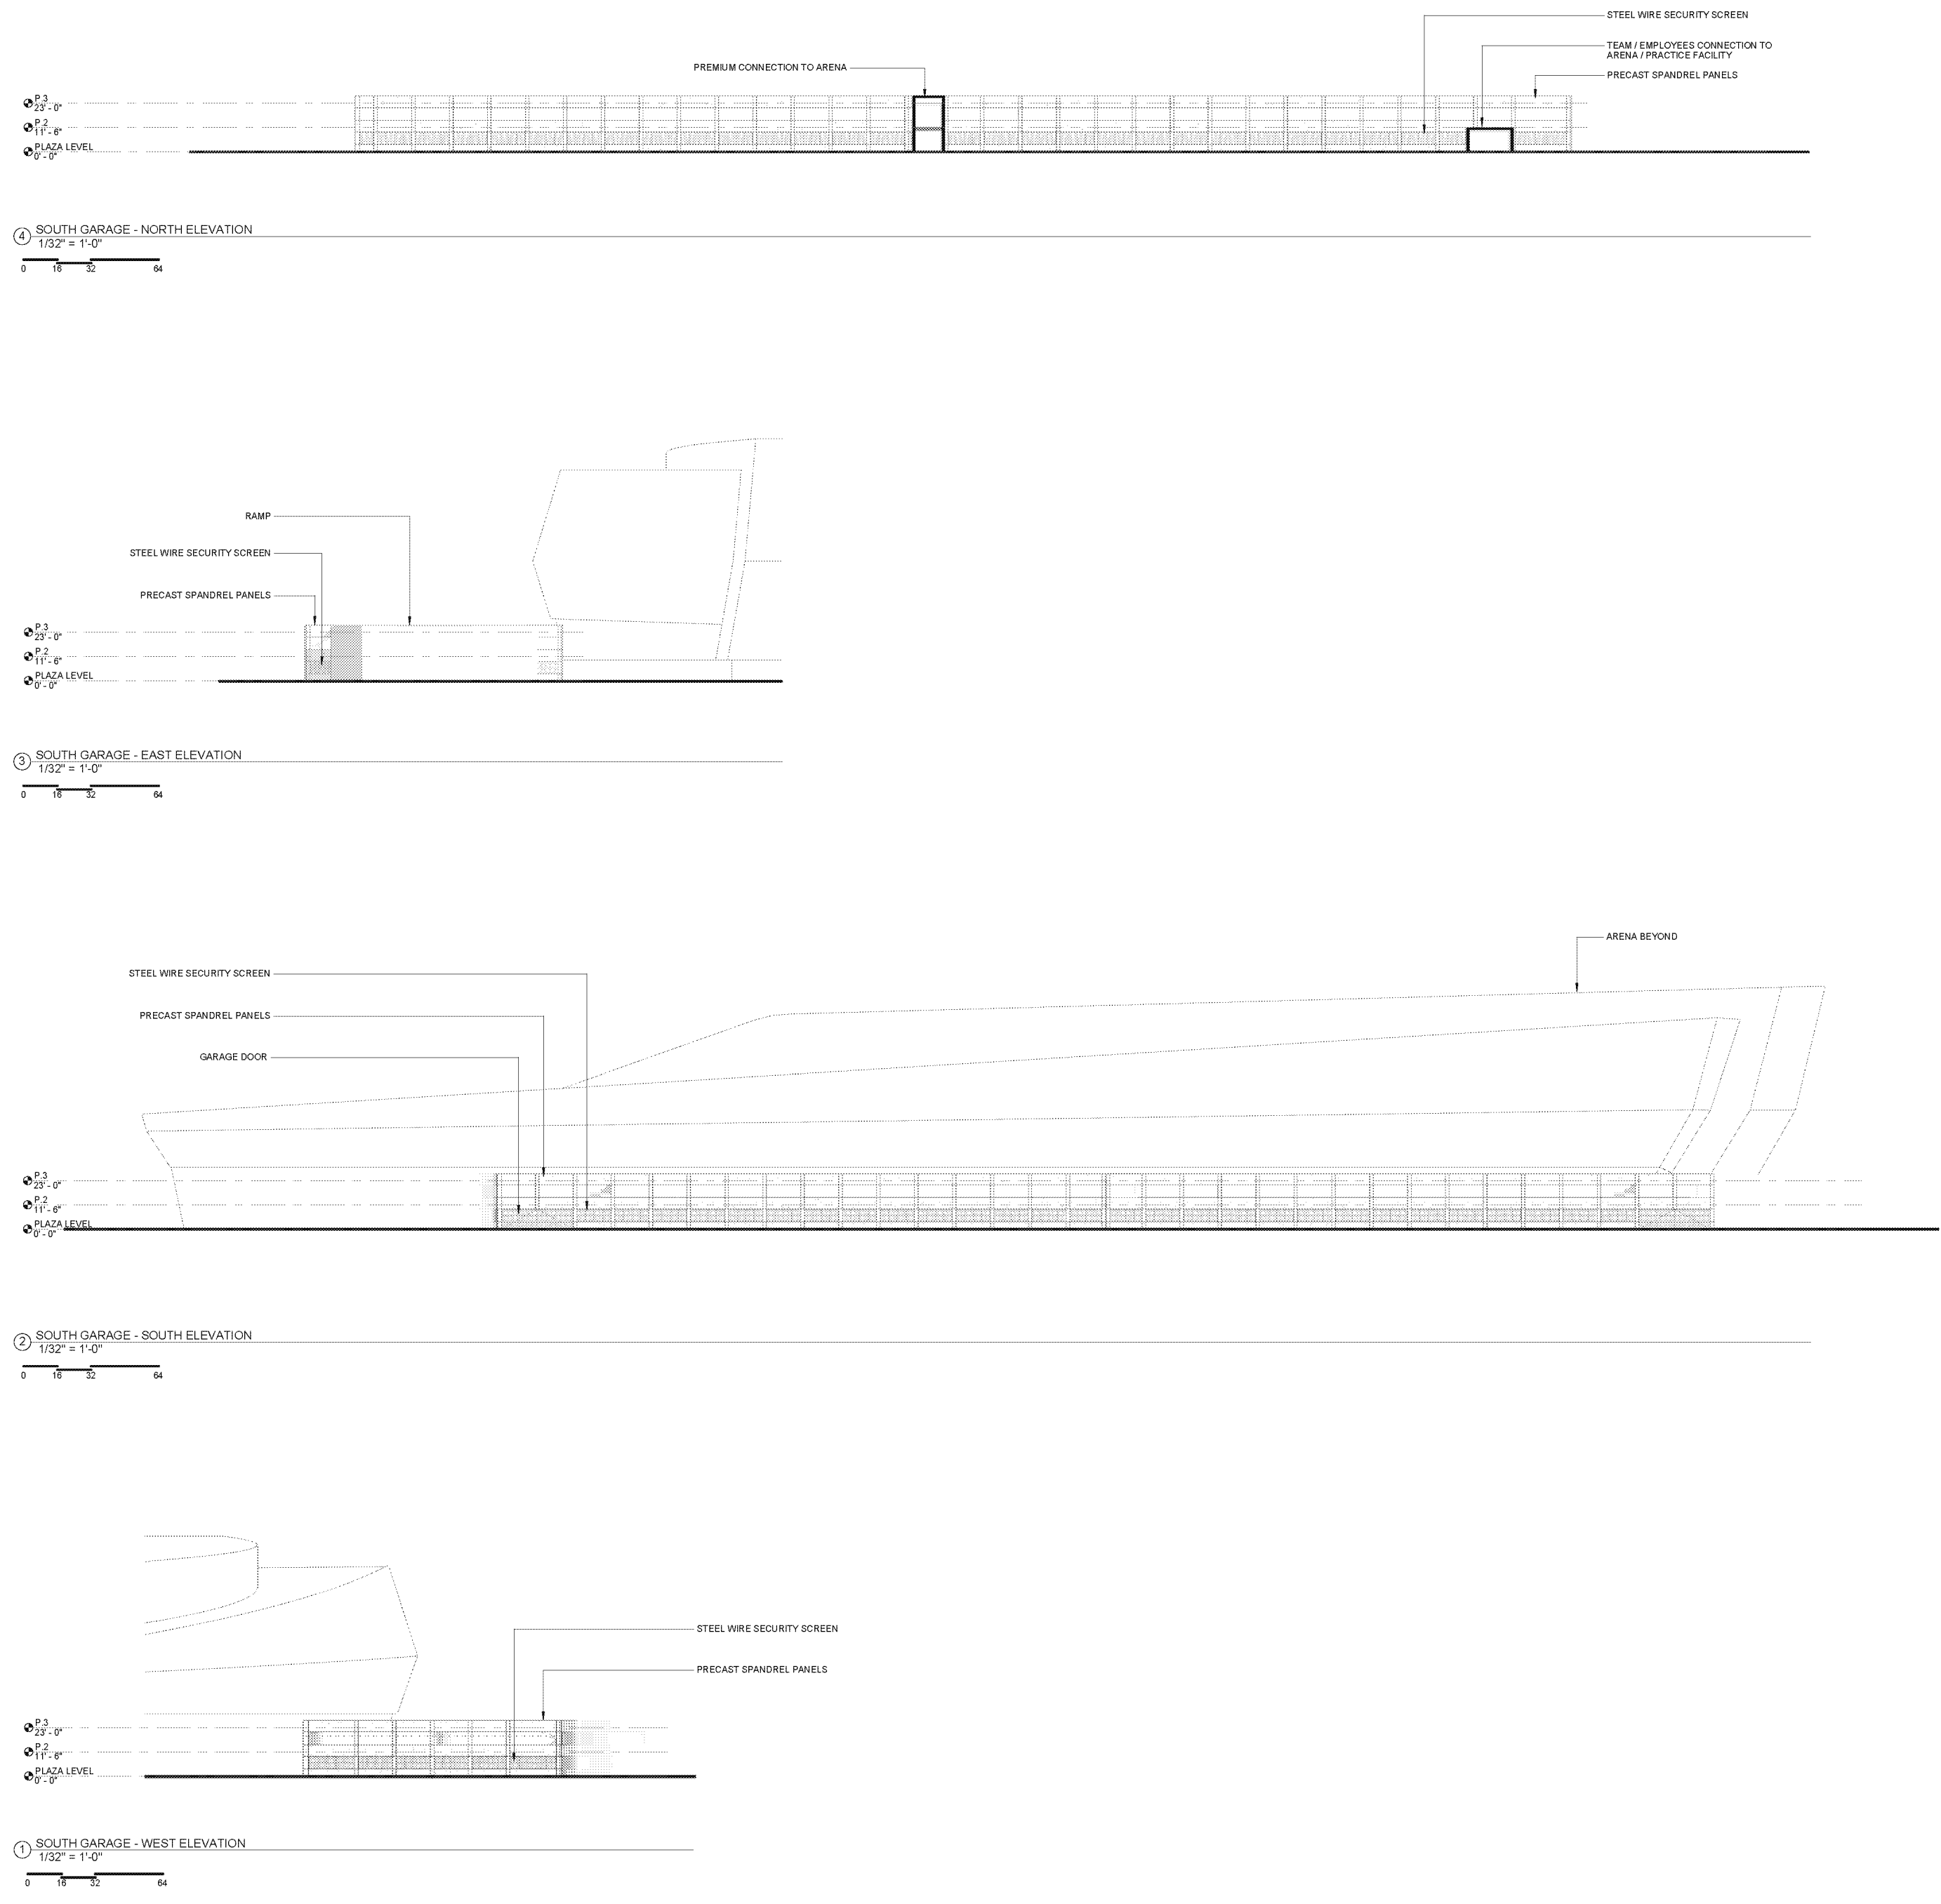 STEEL WIRE SECURITY SCREEN
TEAM / EMPLOYEES CONNECTION TO
ARENA / PRACTICE FACILITY
PREMIUM CONNECTION TO ARENA
PRECAST SPANDREL PANELS
P.3
23' - 0"
P.2
11' - 6"
PLAZA LEVEL
0' - 0"
4
SOUTH GARAGE - NORTH ELEVATION
1/32" = 1'-0"
0 16 32 64
RAMP
STEEL WIRE SECURITY SCREEN
PRECAST SPANDREL PANELS
P.3
23' - 0"
P.2
11' - 6"
PLAZA LEVEL
0' - 0"
3
SOUTH GARAGE - EAST ELEVATION
1/32" = 1'-0"
0 16 32 64
ARENA BEYOND
STEEL WIRE SECURITY SCREEN
PRECAST SPANDREL PANELS
GARAGE DOOR
P.3
23' - 0"
P.2
11' - 6"
PLAZA LEVEL
0' - 0"
2
SOUTH GARAGE - SOUTH ELEVATION
1/32" = 1'-0"
0 16 32 64
STEEL WIRE SECURITY SCREEN
PRECAST SPANDREL PANELS
P.3
23' - 0"
P.2
11' - 6"
PLAZA LEVEL
0' - 0"
1
SOUTH GARAGE - WEST ELEVATION
1/32" = 1'-0"
0 16 32 64